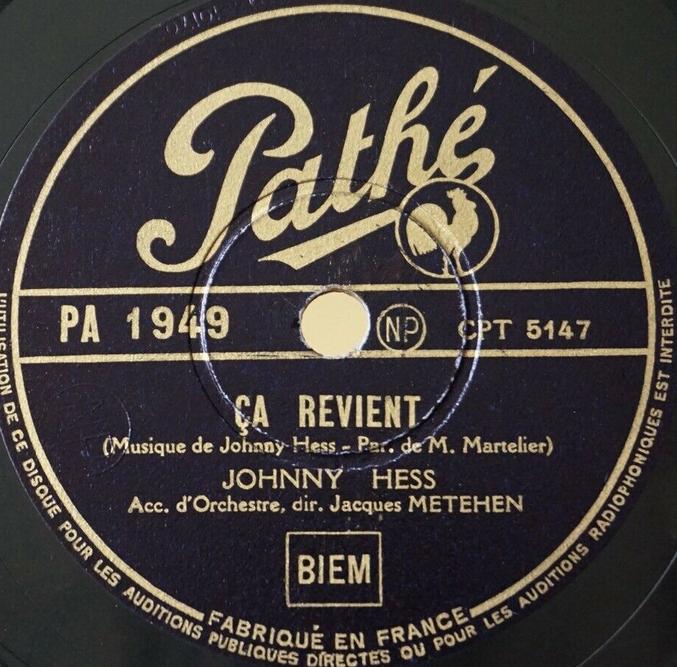 Pathé
PA 1949 NP CPT 5147
ÇA REVIENT
(Musique de Johnny Hess - Par. de M. Martelier)
JOHNNY HESS
Acc. d'Orchestre, dir. Jacques METEHEN
BIEM
FABRIQUÉ EN FRANCE
L'UTILISATION DE CE DISQUE POUR LES AUDITIONS PUBLIQUES DIRECTES OU POUR LES AUDITIONS RADIOPHONIQUES EST INTERDITE